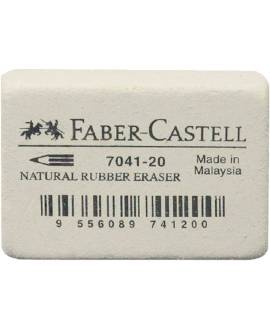 FABER-CASTELL
7041-20
Made in
Malaysia
NATURAL RUBBER ERASER
9 556089 741200